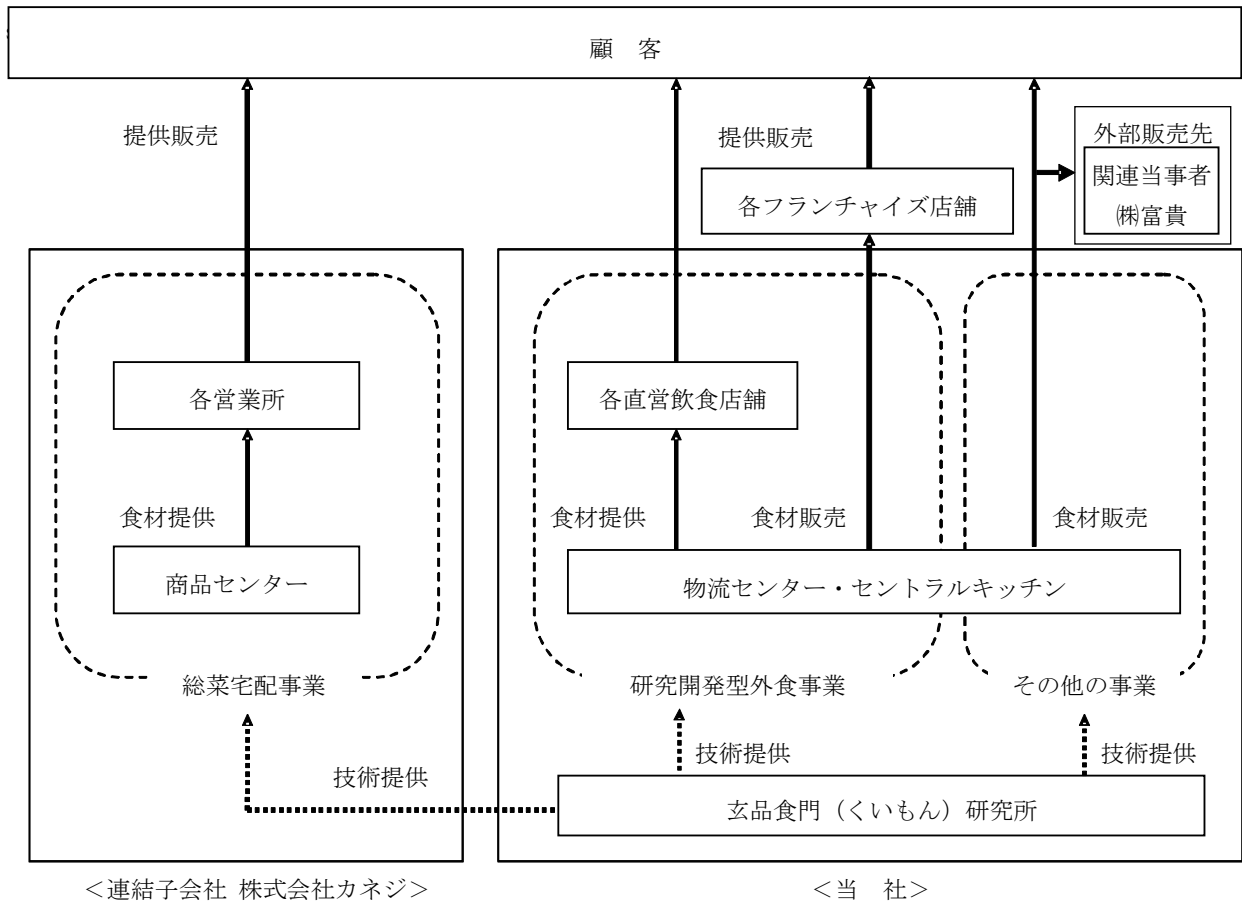 顧　客
提供販売
提供販売
外部販売先
関連当事者
㈱富貴
各フランチャイズ店舗
各営業所
各直営飲食店舗
食材提供
食材提供
食材販売
食材販売
商品センター
物流センター・セントラルキッチン
総菜宅配事業
研究開発型外食事業
その他の事業
技術提供
技術提供
技術提供
玄品食門（くいもん）研究所
＜連結子会社 株式会社カネジ＞
＜当　社＞